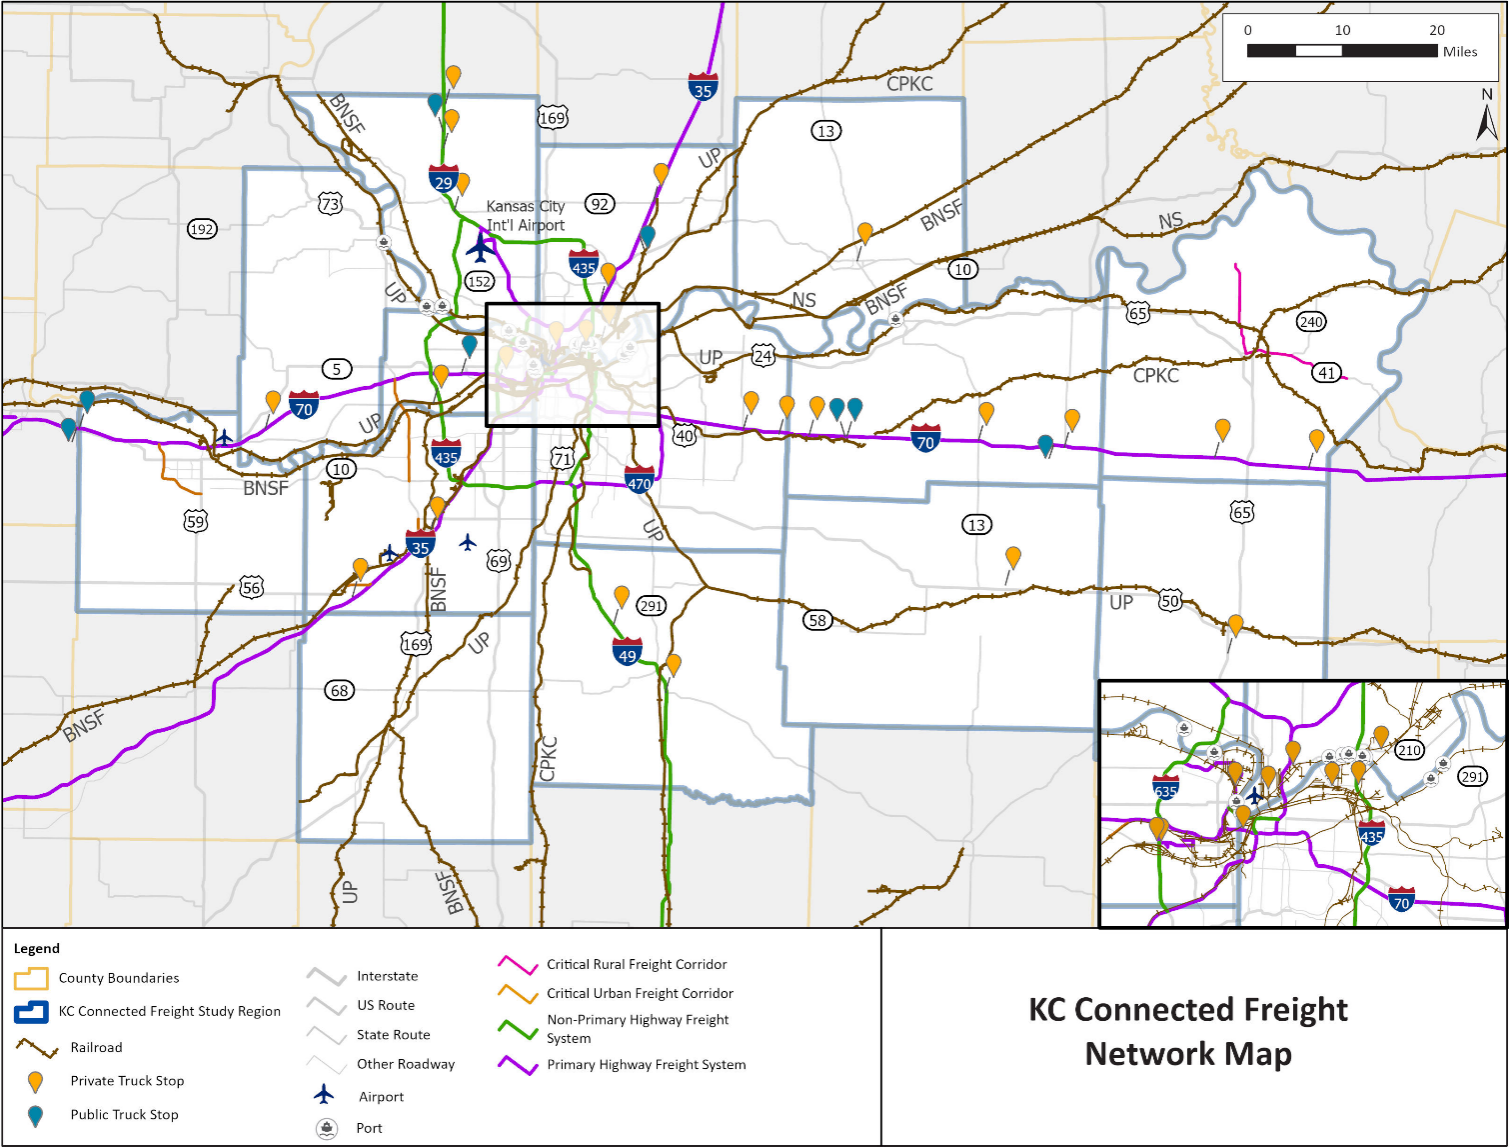 0 10 20
Miles
N
CPKC
35
BNSF
169
13
UP
29
73
92
192
Kansas City
Int'l Airport
BNSF
NS
435
10
152
UP
NS
BNSF
65
240
UP
24
5
CPKC
41
70
UP
40
70
435
71
10
470
BNSF
59
65
13
UP
35
69
BNSF
56
291
UP
50
58
169
UP
49
68
BNSF
CPKC
210
291
635
435
70
UP
BNSF
Legend
County Boundaries
KC Connected Freight Study Region
Railroad
Private Truck Stop
Public Truck Stop
Interstate
US Route
State Route
Other Roadway
Airport
Port
Critical Rural Freight Corridor
Critical Urban Freight Corridor
Non-Primary Highway Freight
System
Primary Highway Freight System
KC Connected Freight
Network Map